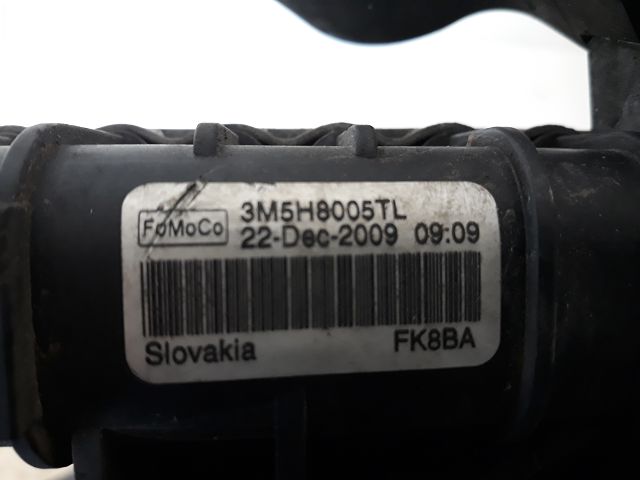 FoMoCo
3M5H8005TL
22-Dec-2009 09:09
Slovakia FK8BA